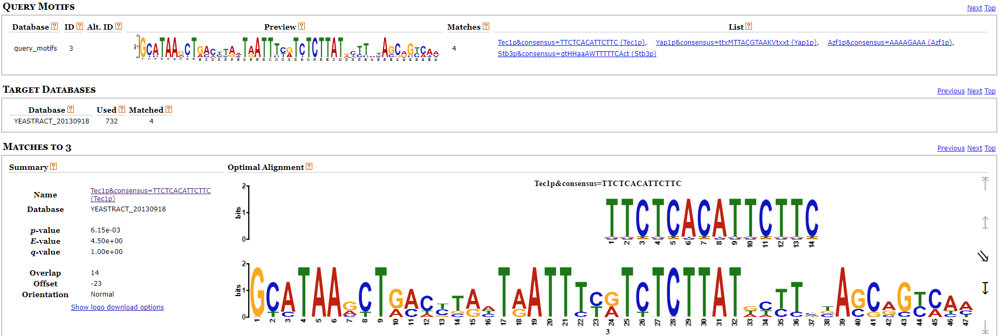 QUERY MOTIFS
Next Top
Database ? ID ? Alt. ID ? Preview ? Matches ? List ?
query_motifs 3 4 Tec1p&consensus=TTCTCACATTCTTC (Tec1p), Yap1p&consensus=ttxMTTACGTAAKVtxxt (Yap1p), Azf1p&consensus=AAAAGAAA (Azf1p),
Stb3p&consensus=gtHHaaAWTTTTTCAct (Stb3p)
TARGET DATABASES
Previous Next Top
Database ? Used ? Matched ?
YEASTRACT_20130918 732 4
MATCHES TO 3
Previous Next Top
Summary ? Optimal Alignment ?
Name Tec1p&consensus=TTCTCACATTCTTC
(Tec1p)
Database YEASTRACT_20130918
p-value 6.15e-03
E-value 4.50e+00
q-value 1.00e+00
Overlap 14
Offset -23
Orientation Normal
Show logo download options
Tec1p&consensus=TTCTCACATTCTTC
2
bits
1
0
TTCTCACATTCTTC
1 2 3 4 5 6 7 8 9 10 11 12 13 14
2
bits
1
0
1 2 3 4 5 6 7 8 9 10 11 12 13 14 15 16 17 18 19 20 21 22 23 24 25 26 27 28 29 30 31 32 33 34 35 36 37 38 39 40 41 42 43 44 45 46 47
3